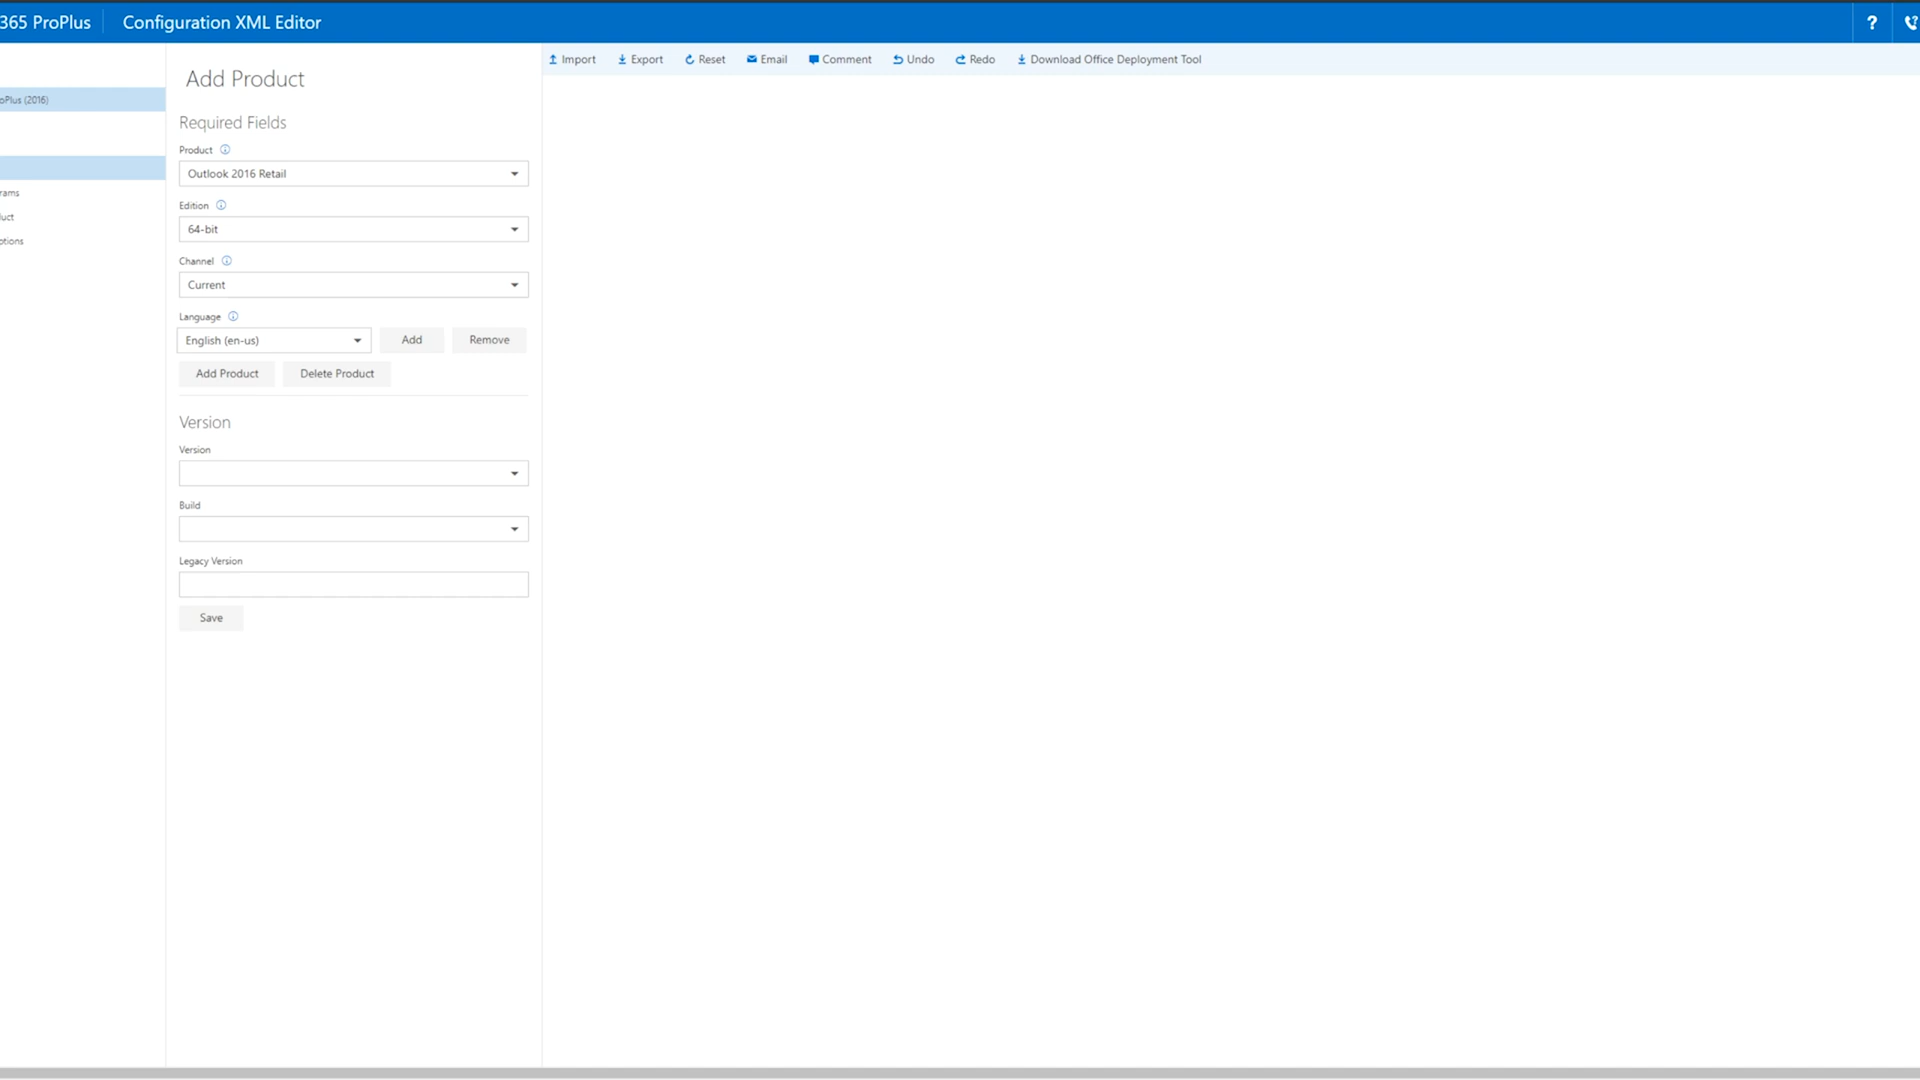 365 ProPlus Configuration XML Editor ?
oPlus (2016)
rams
uct
ptions
Add Product
Required Fields
Product
Outlook 2016 Retail
Edition
64-bit
Channel
Current
Language
English (en-us) Add Remove
Add Product Delete Product
Version
Version
Build
Legacy Version
Save
Import Export Reset Email Comment Undo Redo Download Office Deployment Tool